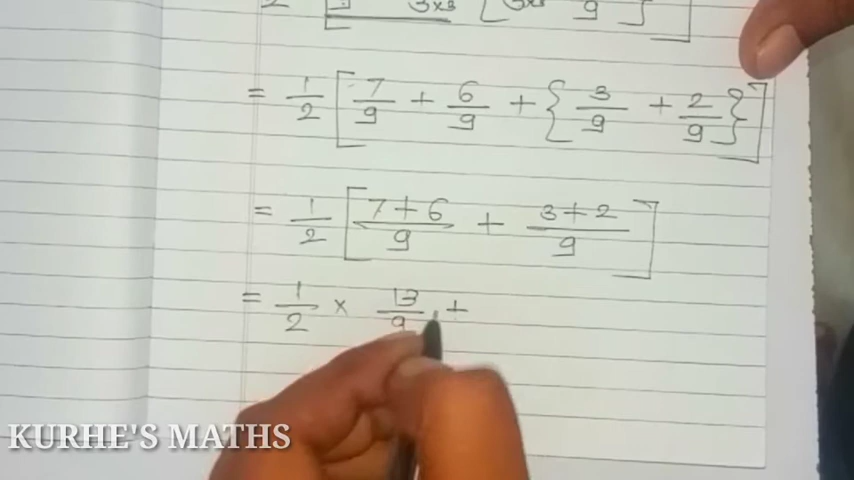 = 1/2 [ 7/9 + 6/9 + { 3/9 + 2/9 } ]
= 1/2 [ 7+6/9 + 3+2/9 ]
= 1/2 × 13/9 +
KURHE'S MATHS